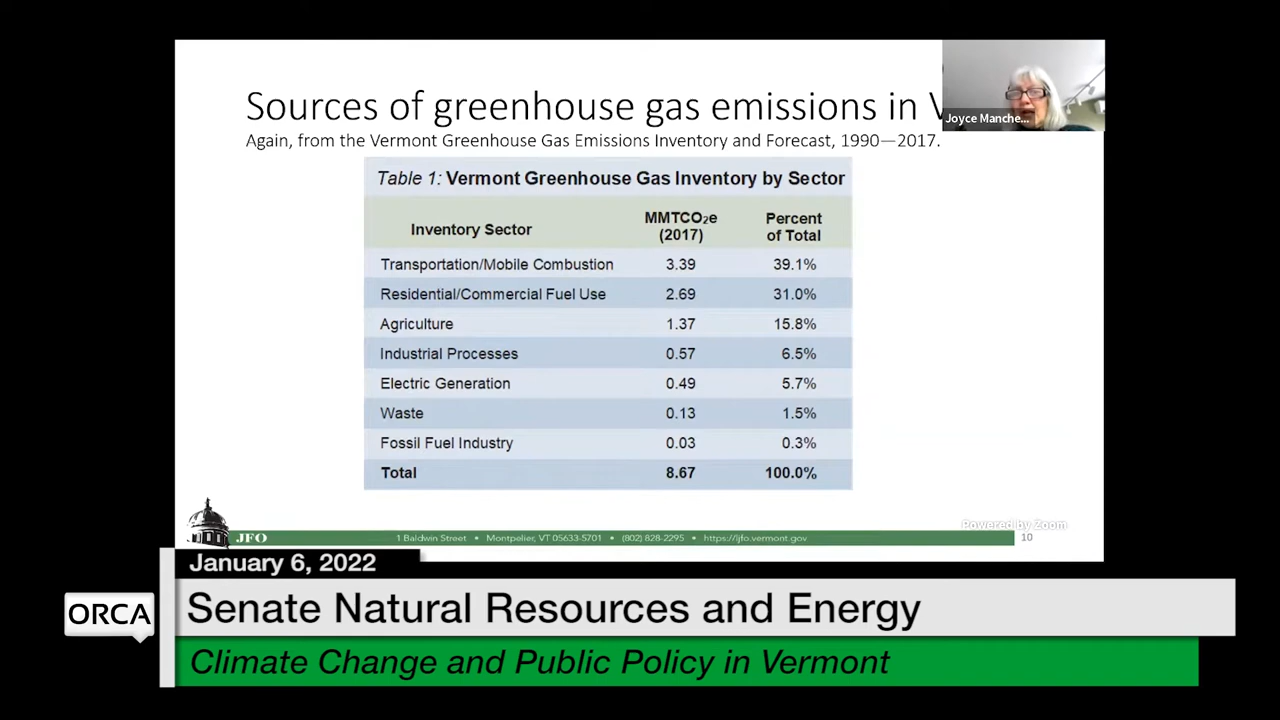 Sources of greenhouse gas emissions in V
Joyce Manche...
Again, from the Vermont Greenhouse Gas Emissions Inventory and Forecast, 1990—2017.
Table 1: Vermont Greenhouse Gas Inventory by Sector
Inventory Sector MMTCO₂e (2017) Percent of Total
Transportation/Mobile Combustion 3.39 39.1%
Residential/Commercial Fuel Use 2.69 31.0%
Agriculture 1.37 15.8%
Industrial Processes 0.57 6.5%
Electric Generation 0.49 5.7%
Waste 0.13 1.5%
Fossil Fuel Industry 0.03 0.3%
Total 8.67 100.0%
Powered by Zoom
JFO 1 Baldwin Street • Montpelier, VT 05633-5701 • (802) 828-2295 • https://ljfo.vermont.gov 10
January 6, 2022
ORCA
Senate Natural Resources and Energy
Climate Change and Public Policy in Vermont